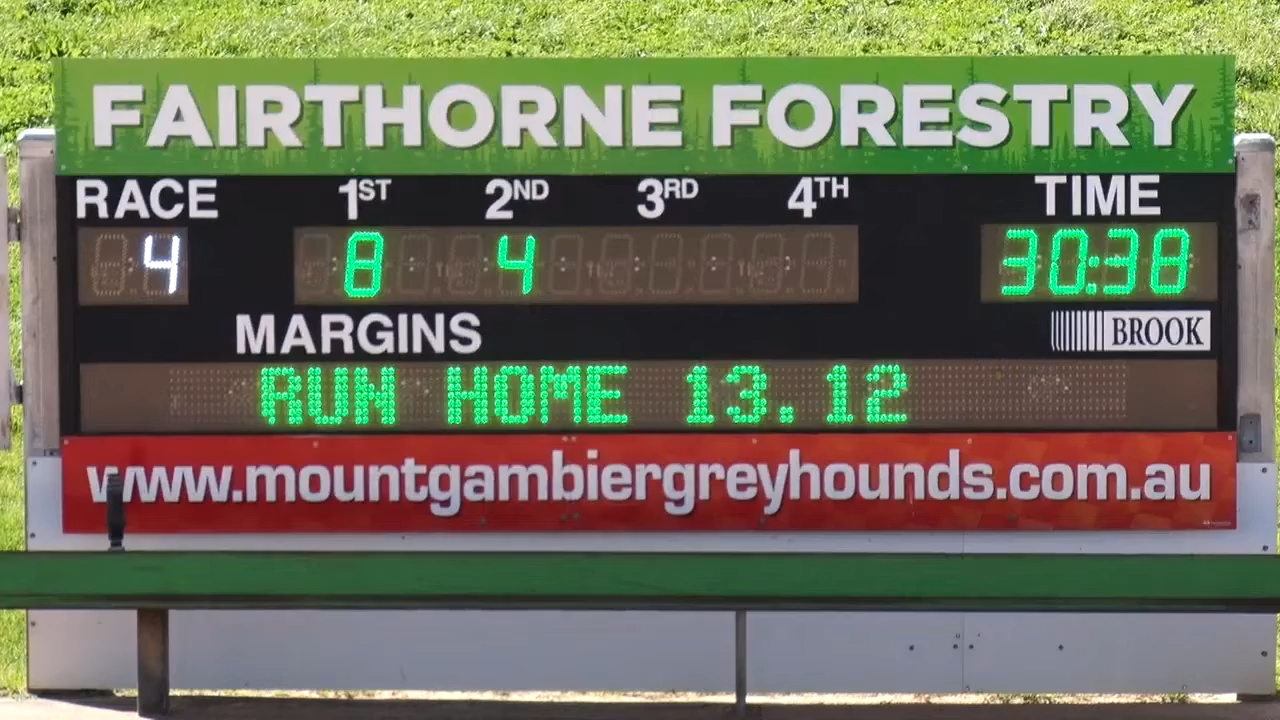 FAIRTHORNE FORESTRY
RACE 1ST 2ND 3RD 4TH TIME
4 8 4 30:38
MARGINS BROOK
RUN HOME 13.12
www.mountgambiergreyhounds.com.au